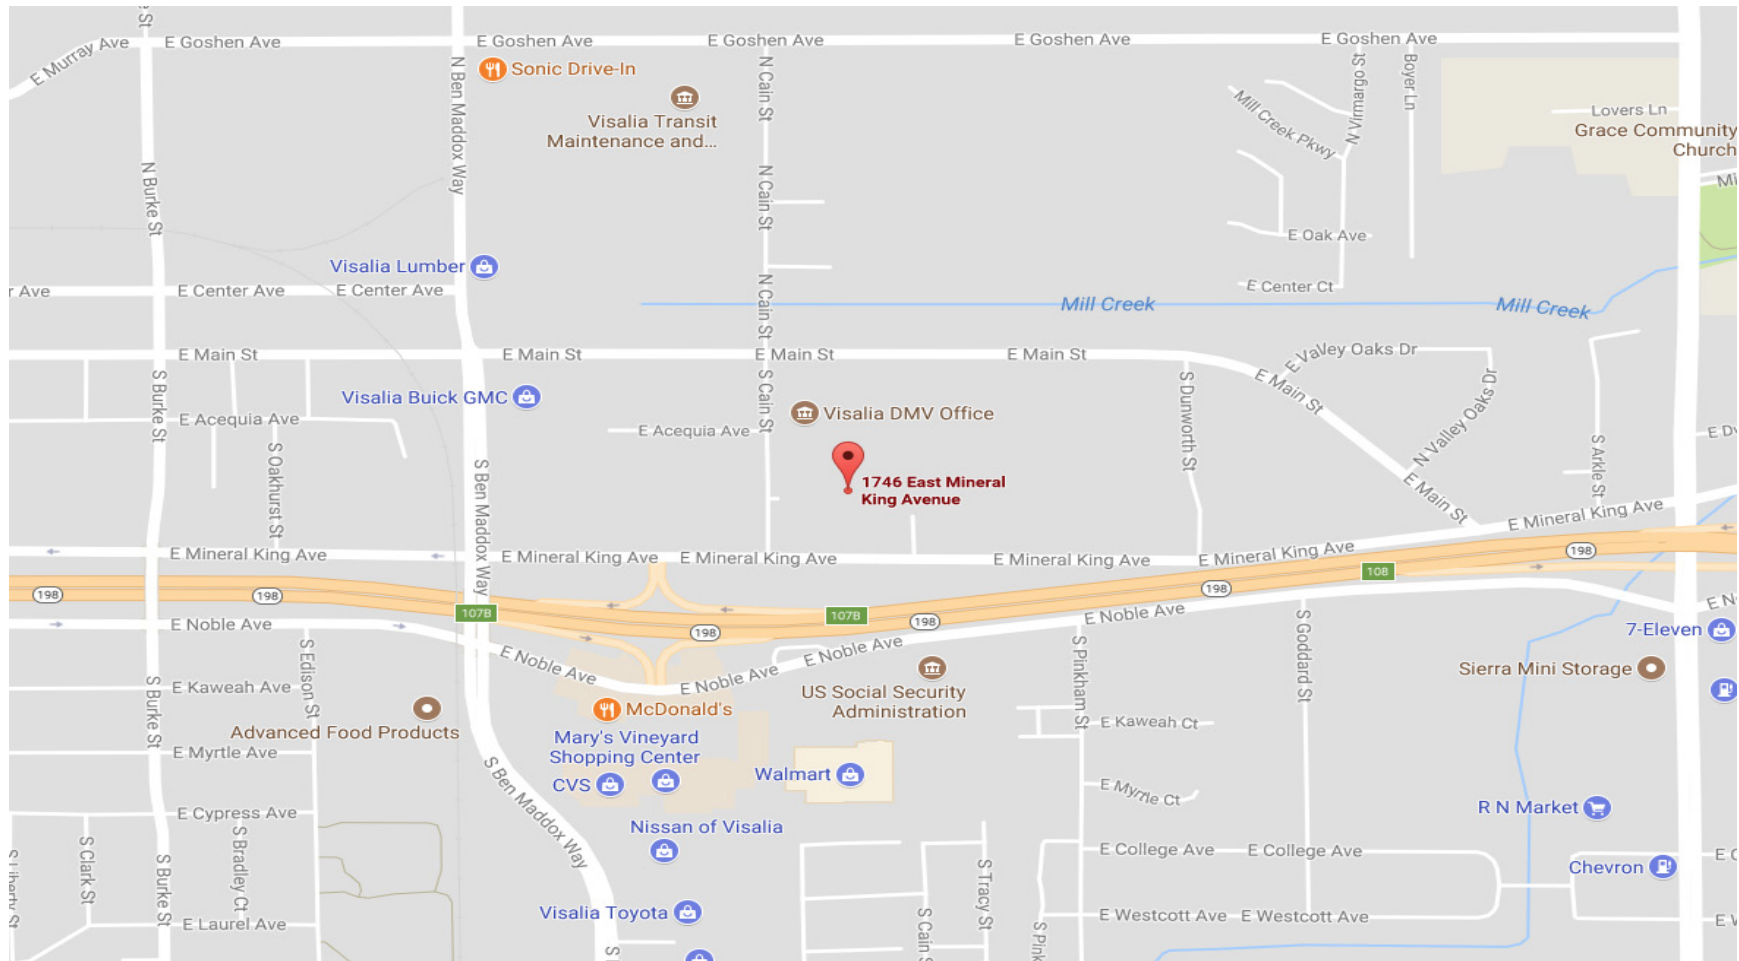 e St
E Murray Ave
E Goshen Ave
E Goshen Ave
E Goshen Ave
E Goshen Ave
E Goshen Ave
Sonic Drive-In
N Ben Maddox Way
N Cain St
N Vimmargo St
Boyer Ln
Visalia Transit
Maintenance and...
Mill Creek Pkwy
Lovers Ln
Grace Community
Church
N Burke St
N Cain St
Mi
E Oak Ave
Visalia Lumber
r Ave
E Center Ave
E Center Ave
N Cain St
E Center Ct
Mill Creek
Mill Creek
E Main St
E Main St
E Main St
E Main St
E Valley Oaks Dr
E Main St
S Burke St
Visalia Buick GMC
S Cain St
S Dunworth St
N Valley Oaks Dr
E Acequia Ave
E Acequia Ave
Visalia DMV Office
E Dv
S Oakhurst St
S Ben Maddox Way
1746 East Mineral
King Avenue
E Main St
S Arkle St
E Mineral King Ave
E Mineral King Ave
E Mineral King Ave
E Mineral King Ave
E Mineral King Ave
E Mineral King Ave
198
198
198
198
198
198
107B
107B
108
E Noble Ave
E Noble Ave
E Noble Ave
E Noble Ave
E Noble Ave
E No
7-Eleven
S Edison St
S Pinkham St
S Goddard St
Sierra Mini Storage
S Burke St
E Kaweah Ave
US Social Security
Administration
McDonald's
E Kaweah Ct
Advanced Food Products
Mary's Vineyard
Shopping Center
E Myrtle Ave
CVS
Walmart
E Myrtle Ct
S Ben Maddox Way
R N Market
E Cypress Ave
Nissan of Visalia
S Liberty St
S Clark St
S Burke St
S Bradley Ct
E College Ave
E College Ave
E C
Chevron
S Tracy St
Visalia Toyota
S Cain S
S Pink
E Laurel Ave
E Westcott Ave
E Westcott Ave
E W
S I